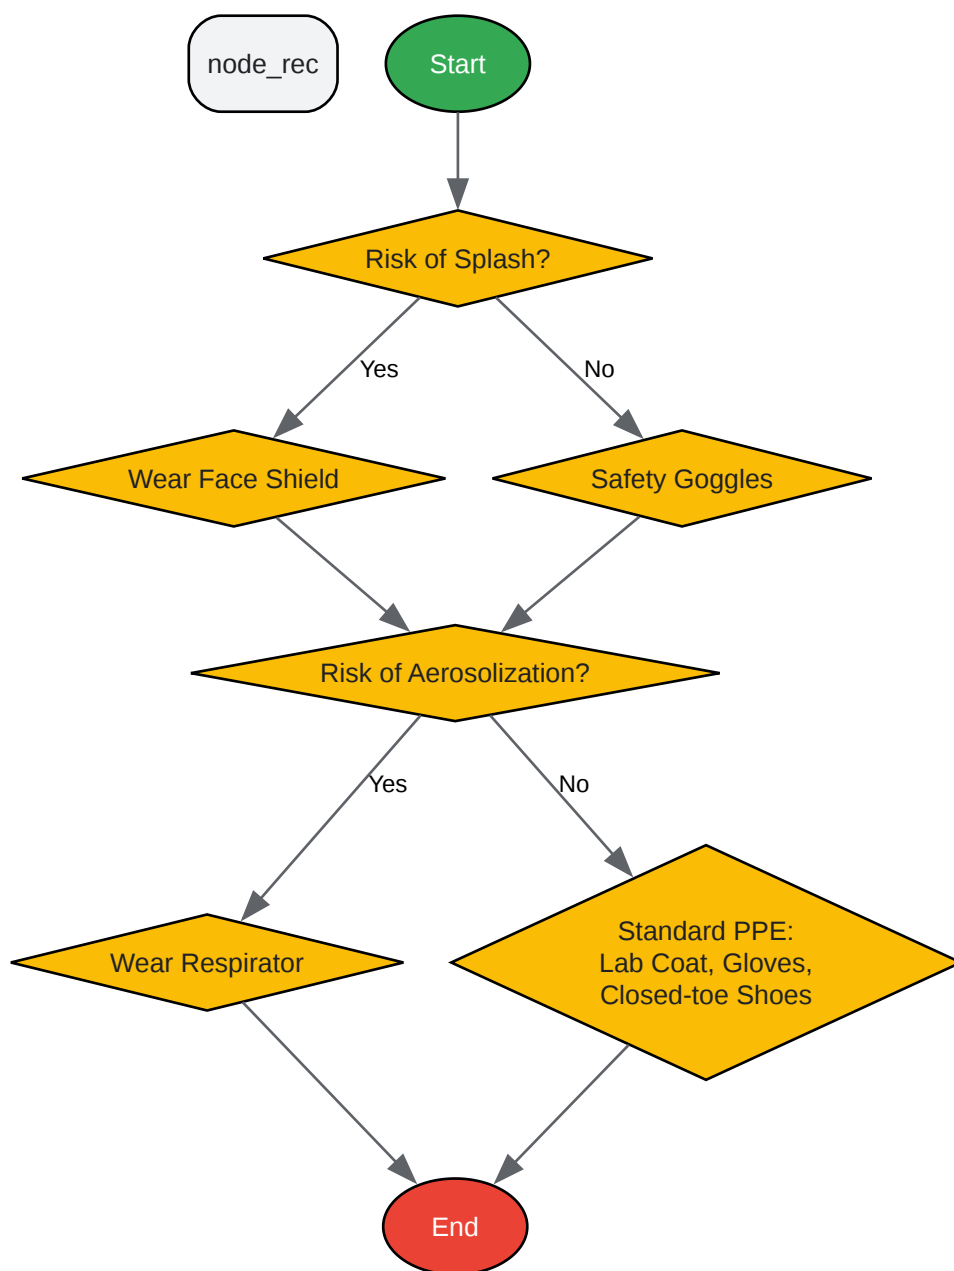 node_rec
Start
Risk of Splash?
Yes
No
Wear Face Shield
Safety Goggles
Risk of Aerosolization?
Yes
No
Wear Respirator
Standard PPE:
Lab Coat, Gloves,
Closed-toe Shoes
End